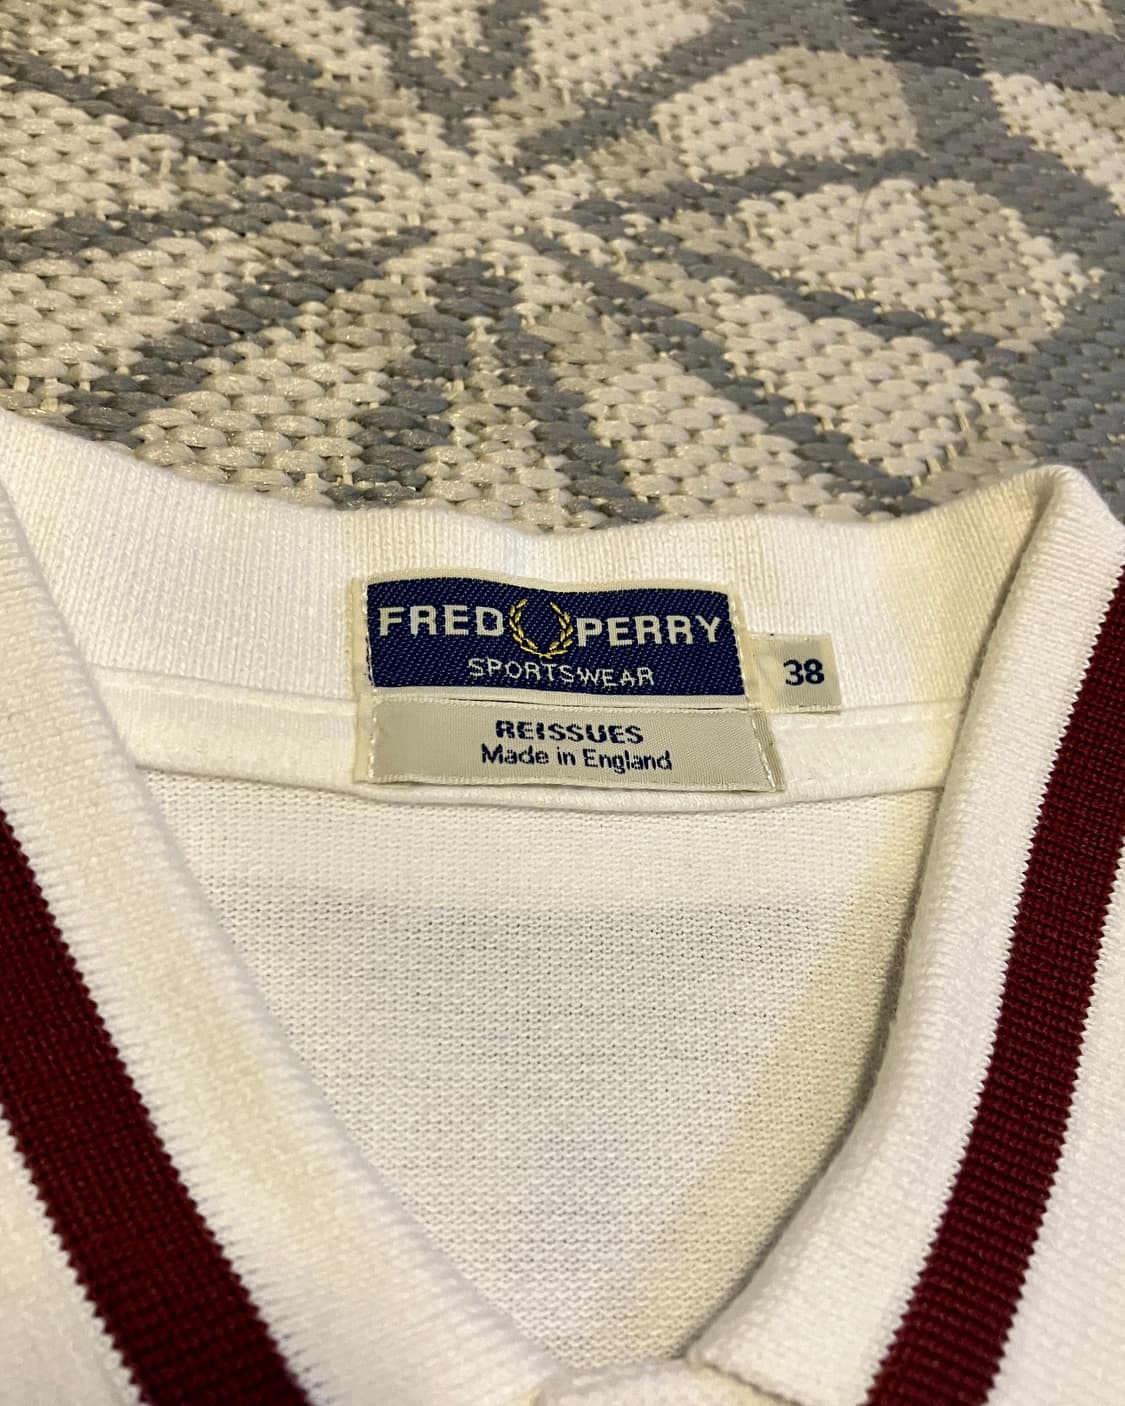 FRED PERRY
SPORTSWEAR
38
REISSUES
Made in England